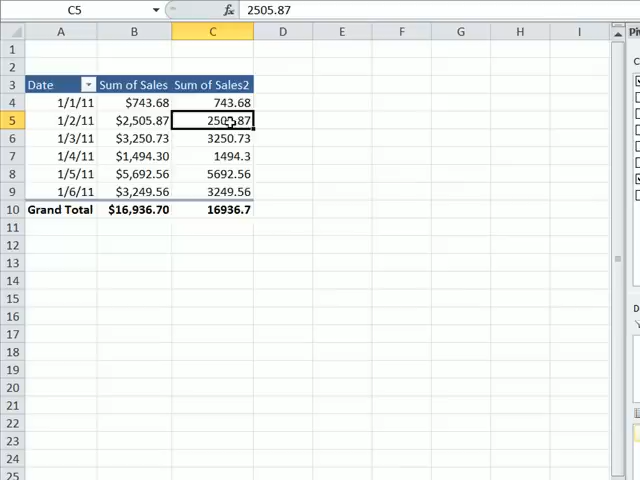 C5 fx 2505.87
A B C D E F G H I
1
2
3 Date Sum of Sales Sum of Sales2
4 1/1/11 $743.68 743.68
5 1/2/11 $2,505.87 2505.87
6 1/3/11 $3,250.73 3250.73
7 1/4/11 $1,494.30 1494.3
8 1/5/11 $5,692.56 5692.56
9 1/6/11 $3,249.56 3249.56
10 Grand Total $16,936.70 16936.7
11
12
13
14
15
16
17
18
19
20
21
22
23
24
25